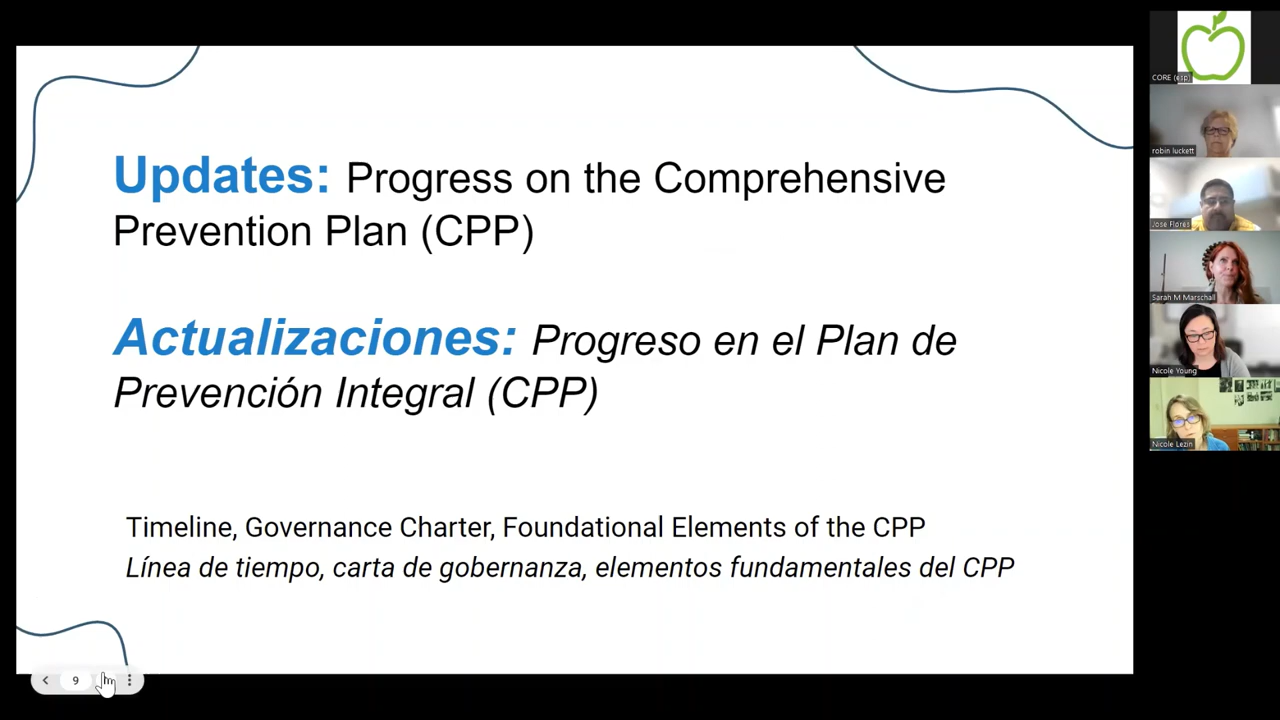 Updates: Progress on the Comprehensive
Prevention Plan (CPP)
Actualizaciones: Progreso en el Plan de
Prevención Integral (CPP)
Timeline, Governance Charter, Foundational Elements of the CPP
Línea de tiempo, carta de gobernanza, elementos fundamentales del CPP
9
CORE (esp)
robin luckett
Jose Flores
Sarah M Marschall
Nicole Young
Nicole Lezin